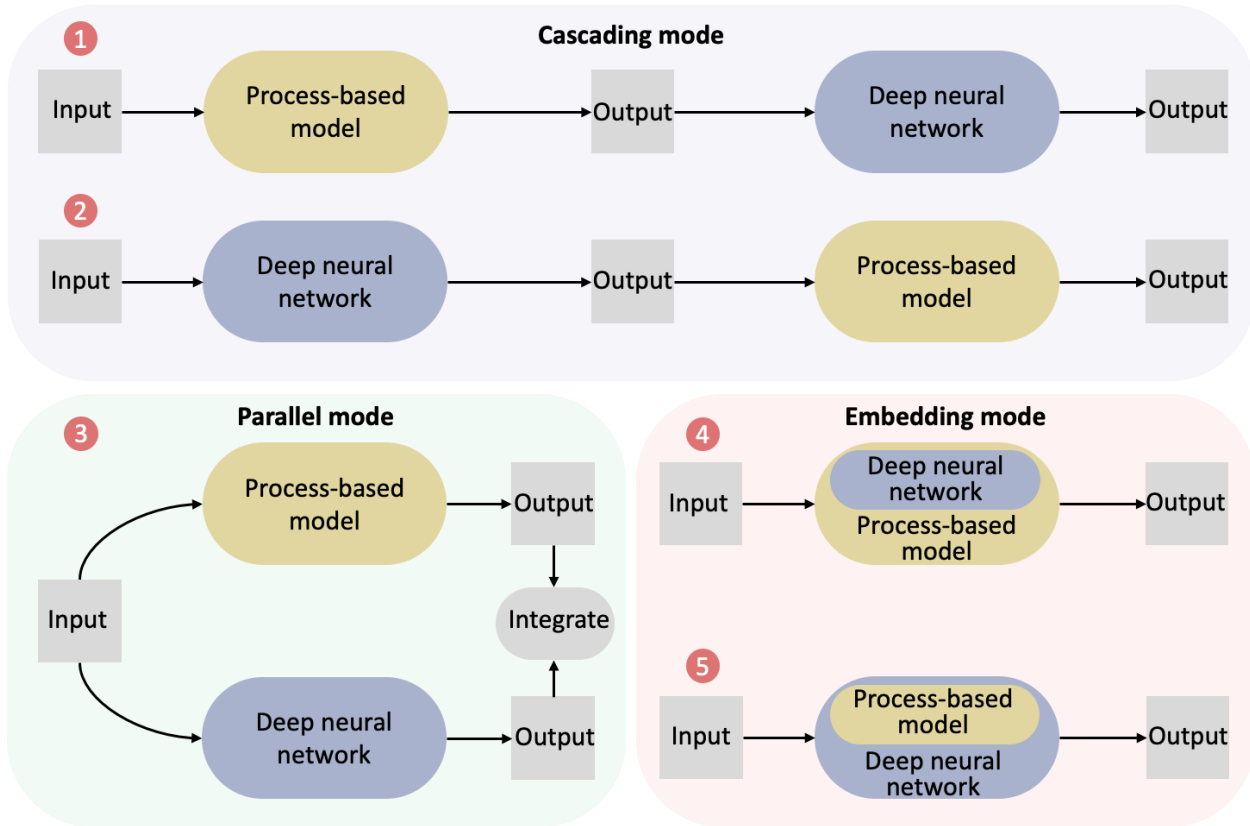 Cascading mode
1
Input
Process-based
model
Output
Deep neural
network
Output
2
Input
Deep neural
network
Output
Process-based
model
Output
Parallel mode
3
Process-based
model
Output
Input
Integrate
Deep neural
network
Output
Embedding mode
4
Input
Deep neural
network
Process-based
model
Output
5
Input
Process-based
model
Deep neural
network
Output